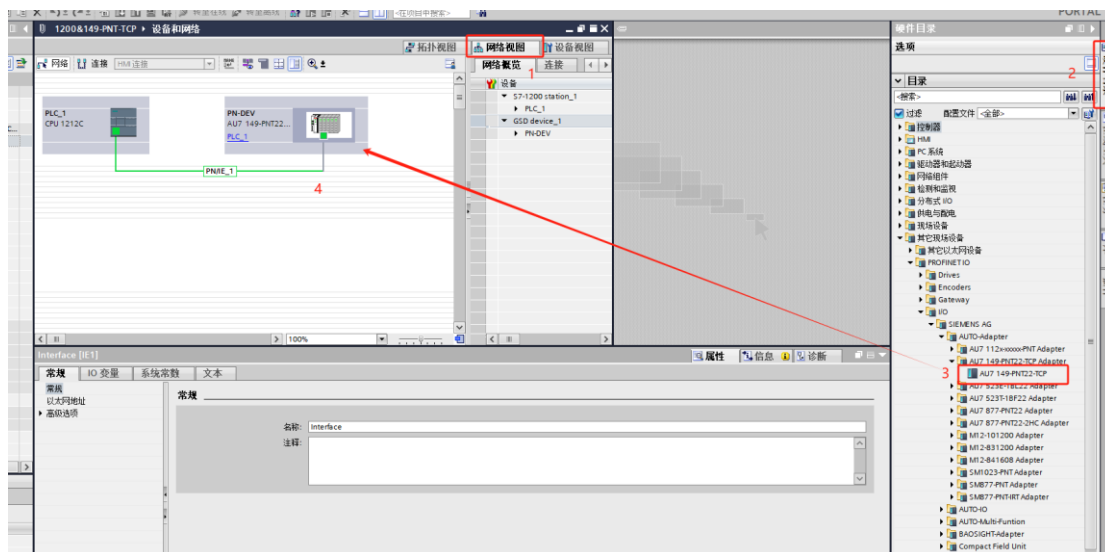 1200&149-PNT-TCP ▸ 设备和网络
PORTAL
硬件目录
拓扑视图
网络视图
设备视图
选项
网络
连接
HMI 连接
网络概览
连接
1
2
设备
S7-1200 station_1
PLC_1
GSD device_1
PN-DEV
PLC_1
CPU 1212C
PN-DEV
AU7 149-PNT22...
PLC_1
PN/IE_1
4
目录
<搜索>
过滤
配置文件
<全部>
控制器
HMI
PC 系统
驱动器和起动器
网络组件
检测和监视
分布式 I/O
供电与配电
现场设备
其它现场设备
其它以太网设备
PROFINET IO
Drives
Encoders
Gateway
I/O
SIEMENS AG
AUTO-Adapter
AU7 112x-xxxxx-PNT Adapter
AU7 149-PNT22-TCP Adapter
3
AU7 149-PNT22-TCP
AU7 523E-1BC22 Adapter
AU7 523T-1BF22 Adapter
AU7 877-PNT22 Adapter
AU7 877-PNT22-2HC Adapter
M12-101200 Adapter
M12-831200 Adapter
M12-841608 Adapter
SM1023-PNT Adapter
SM877-PNT Adapter
SM877-PNT-IRT Adapter
AUTO-IO
AUTO-Multi-Funtion
BAOSIGHT-Adapter
Compact Field Unit
100%
Interface [IE1]
属性
信息
诊断
常规
IO 变量
系统常数
文本
常规
以太网地址
高级选项
常规
名称:
Interface
注释: